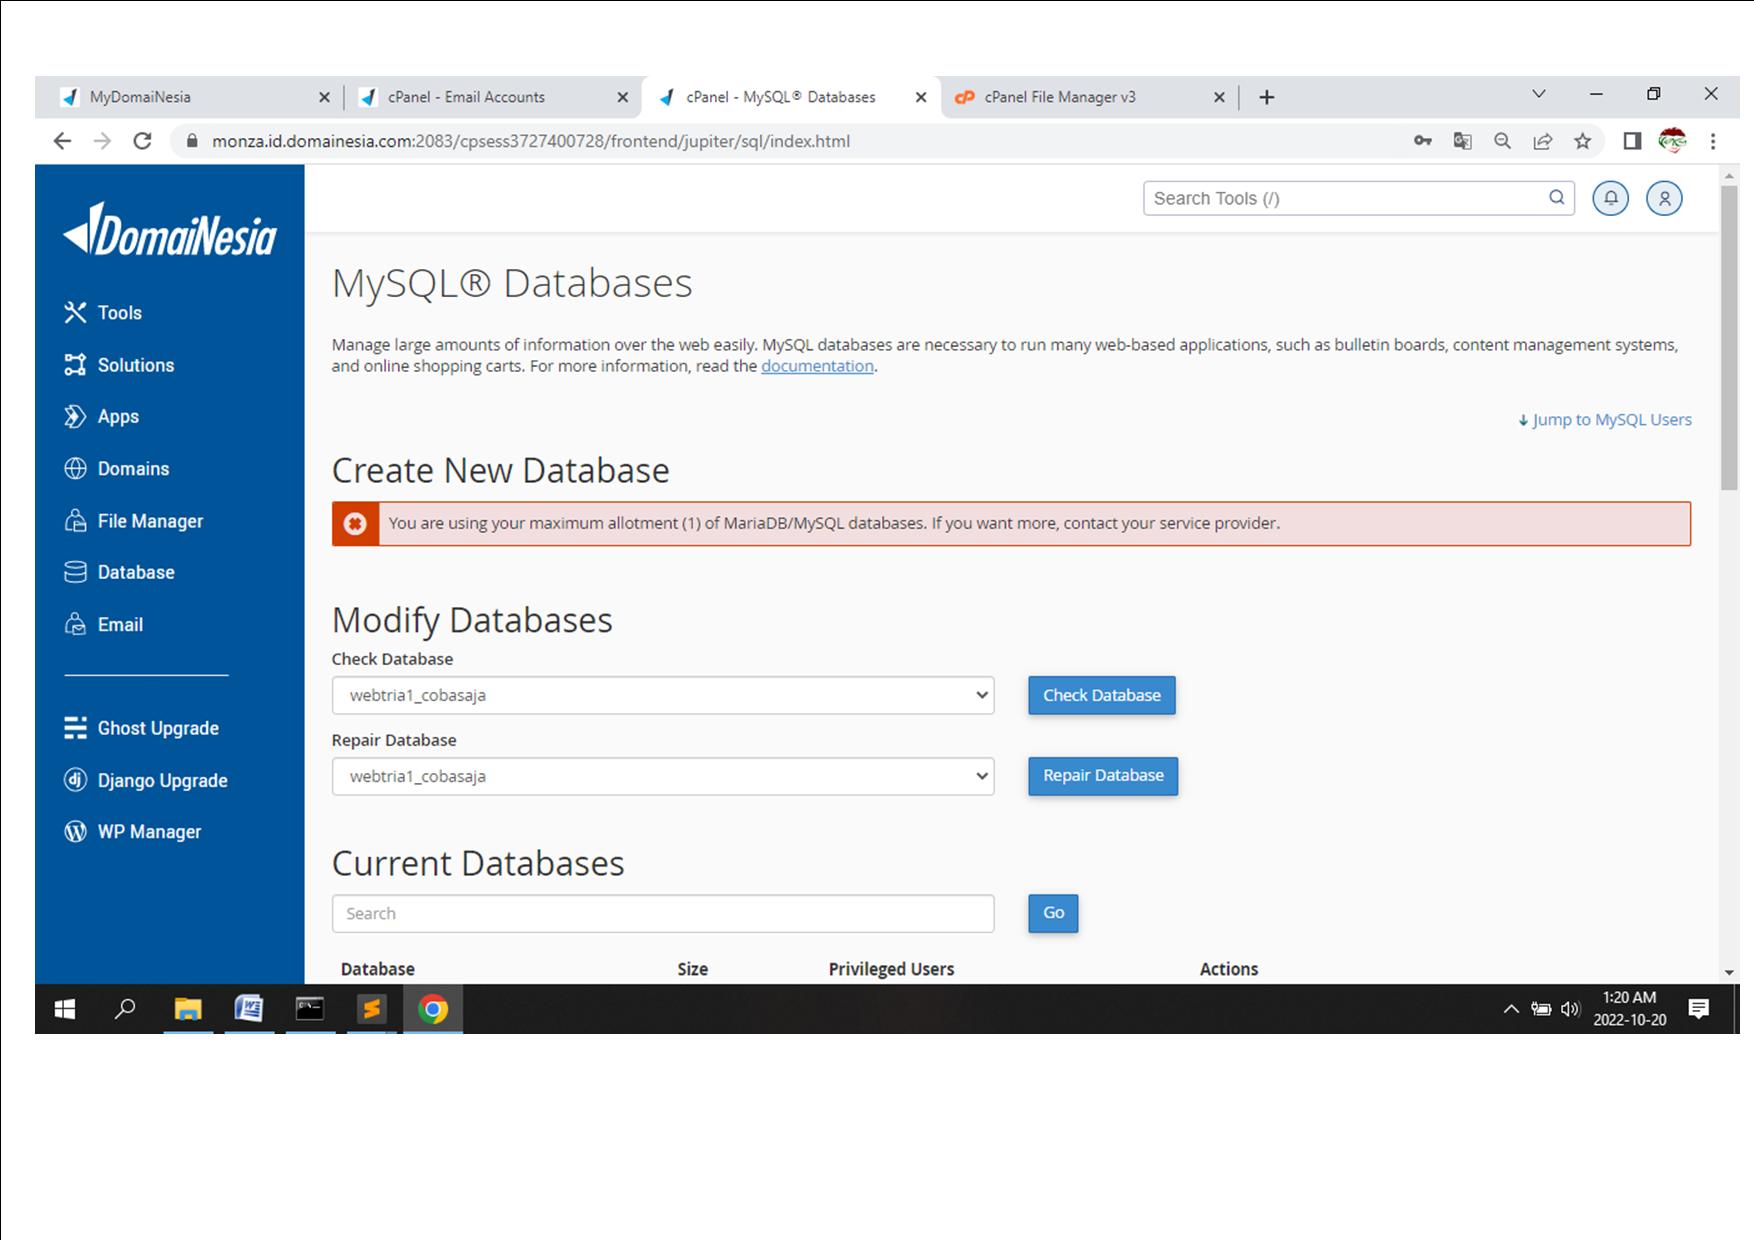 MyDomaiNesia
cPanel - Email Accounts
cPanel - MySQL® Databases
cPanel File Manager v3
monza.id.domainesia.com:2083/cpsess3727400728/frontend/jupiter/sql/index.html
DomaiNesia
Search Tools (/)
Tools
Solutions
Apps
Domains
File Manager
Database
Email
Ghost Upgrade
Django Upgrade
WP Manager
MySQL® Databases
Manage large amounts of information over the web easily. MySQL databases are necessary to run many web-based applications, such as bulletin boards, content management systems,
and online shopping carts. For more information, read the documentation.
Jump to MySQL Users
Create New Database
You are using your maximum allotment (1) of MariaDB/MySQL databases. If you want more, contact your service provider.
Modify Databases
Check Database
webtria1_cobasaja
Check Database
Repair Database
webtria1_cobasaja
Repair Database
Current Databases
Search
Go
Database Size Privileged Users Actions
1:20 AM
2022-10-20